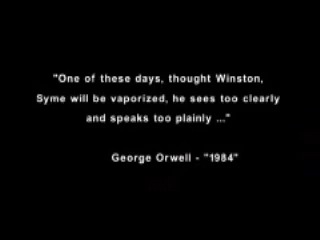 "One of these days, thought Winston,
Syme will be vaporized, he sees too clearly
and speaks too plainly ..."
George Orwell - "1984"